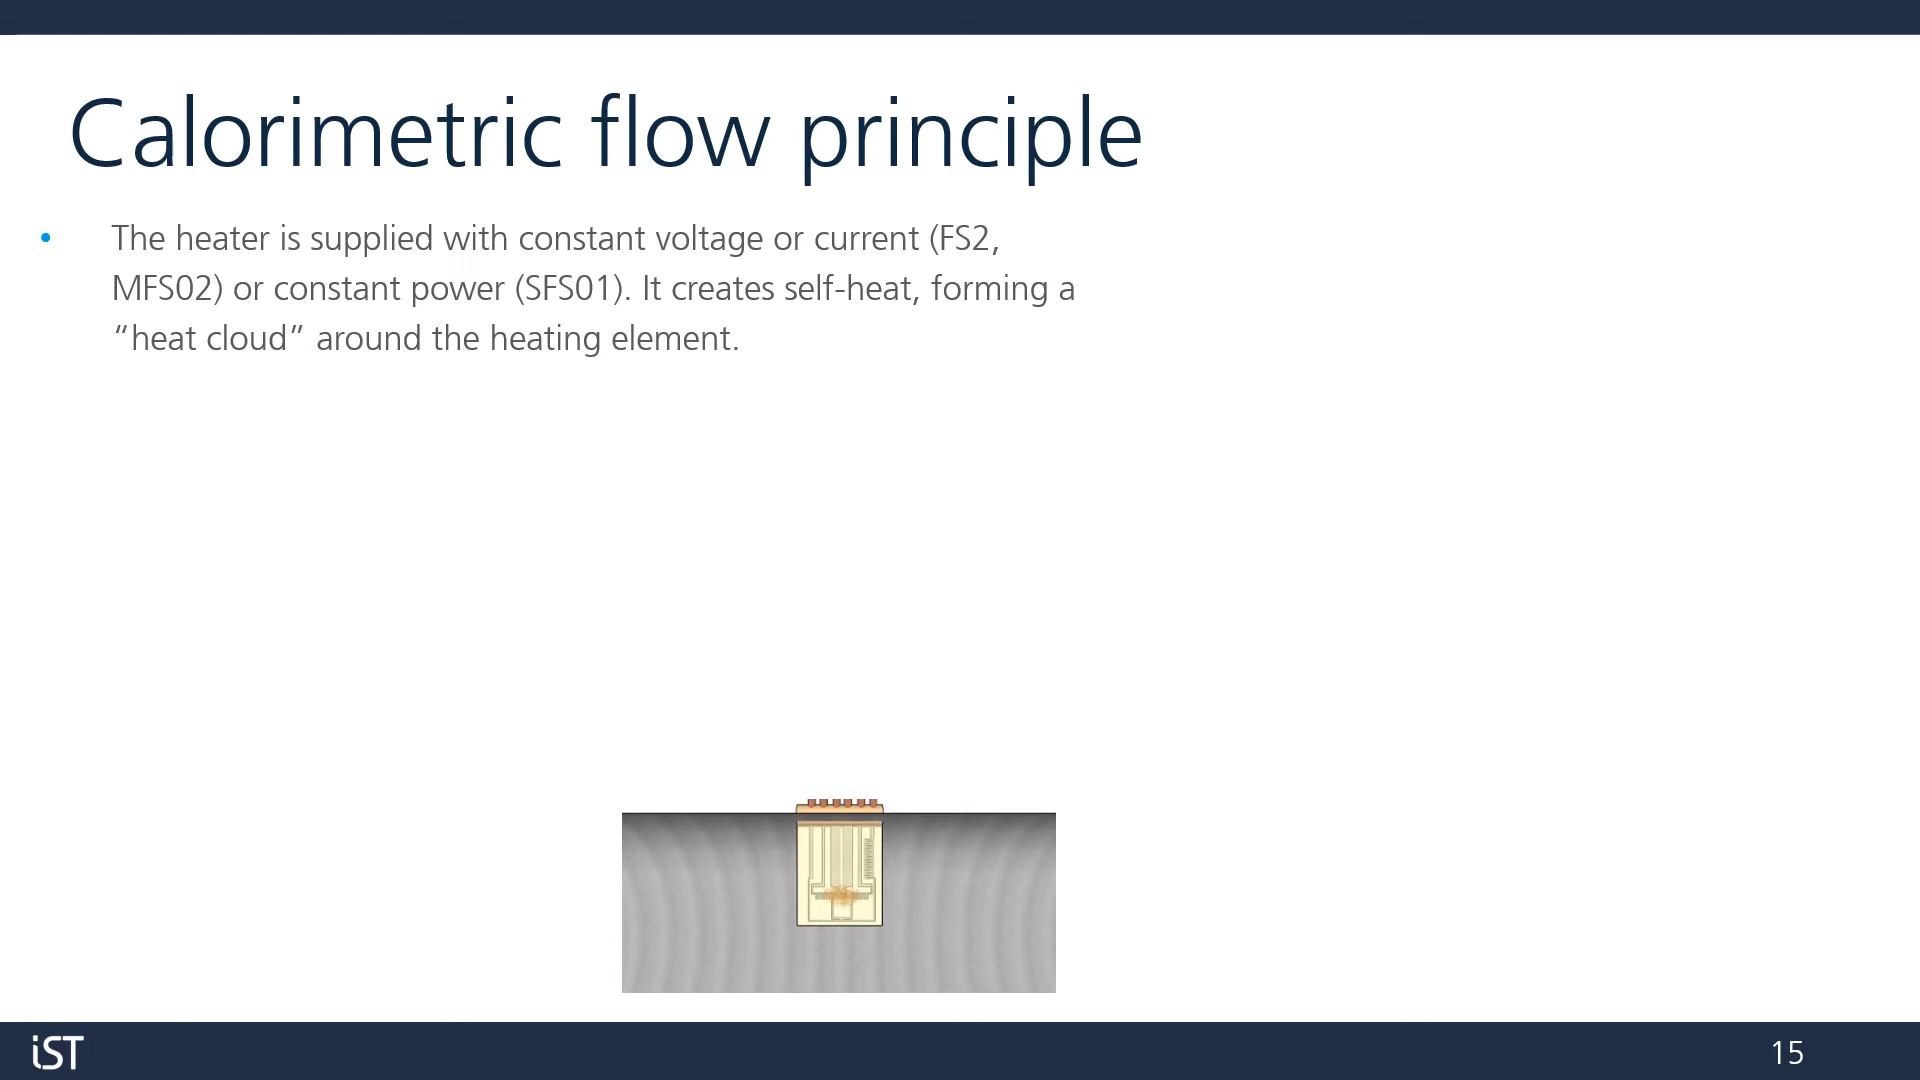 Calorimetric flow principle
• The heater is supplied with constant voltage or current (FS2,
MFS02) or constant power (SFS01). It creates self-heat, forming a
“heat cloud” around the heating element.
iST
15